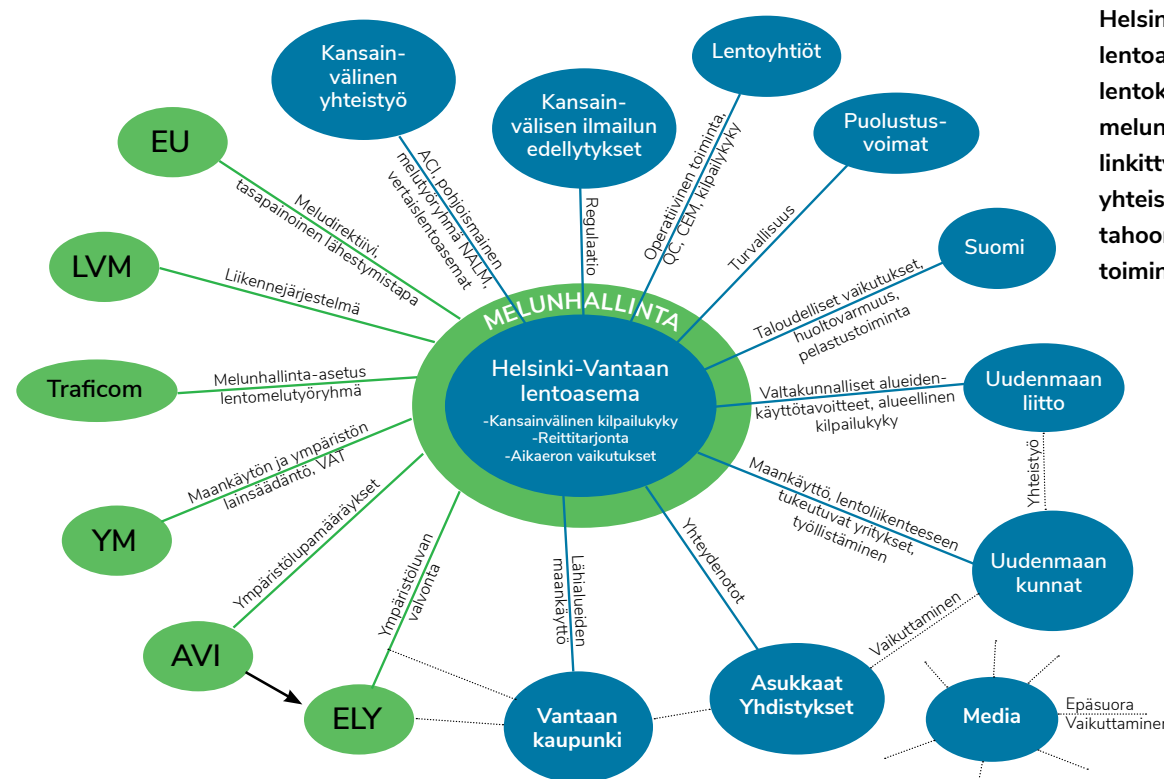 Kansain-
välinen
yhteistyö
Kansain-
välisen ilmailun
edellytykset
Lentoyhtiöt
Puolustus-
voimat
Suomi
Uudenmaan
liitto
Uudenmaan
kunnat
Media
Epäsuora
Vaikuttaminen
Asukkaat
Yhdistykset
Vantaan
kaupunki
ELY
AVI
YM
Traficom
LVM
EU
MELUNHALLINTA
Helsinki-Vantaan
lentoasema
-Kansainvälinen kilpailukyky
-Reittitarjonta
-Aikaeron vaikutukset
Meludirektiivi,
tasapainoinen lähestymistapa
ACI, pohjoismainen
melutyöryhmä NALM,
vertaislentoasemat
Regulaatio
Operatiivinen toiminta,
QC, CEM, kilpailykyky
Turvallisuus
Taloudelliset vaikutukset,
huoltovarmuus,
pelastustoiminta
Valtakunnalliset alueiden-
käyttötavoitteet, alueellinen
kilpailukyky
Yhteistyö
Maankäyttö, lentoliikenteeseen
tukeutuvat yritykset,
työllistäminen
Vaikuttaminen
Yhteydenotot
Lähialueiden
maankäyttö
Ympäristöluvan
valvonta
Ympäristölupamääräykset
Maankäytön ja ympäristön
lainsäädäntö, VAT
Melunhallinta-asetus
lentomelutyöryhmä
Liikennejärjestelmä